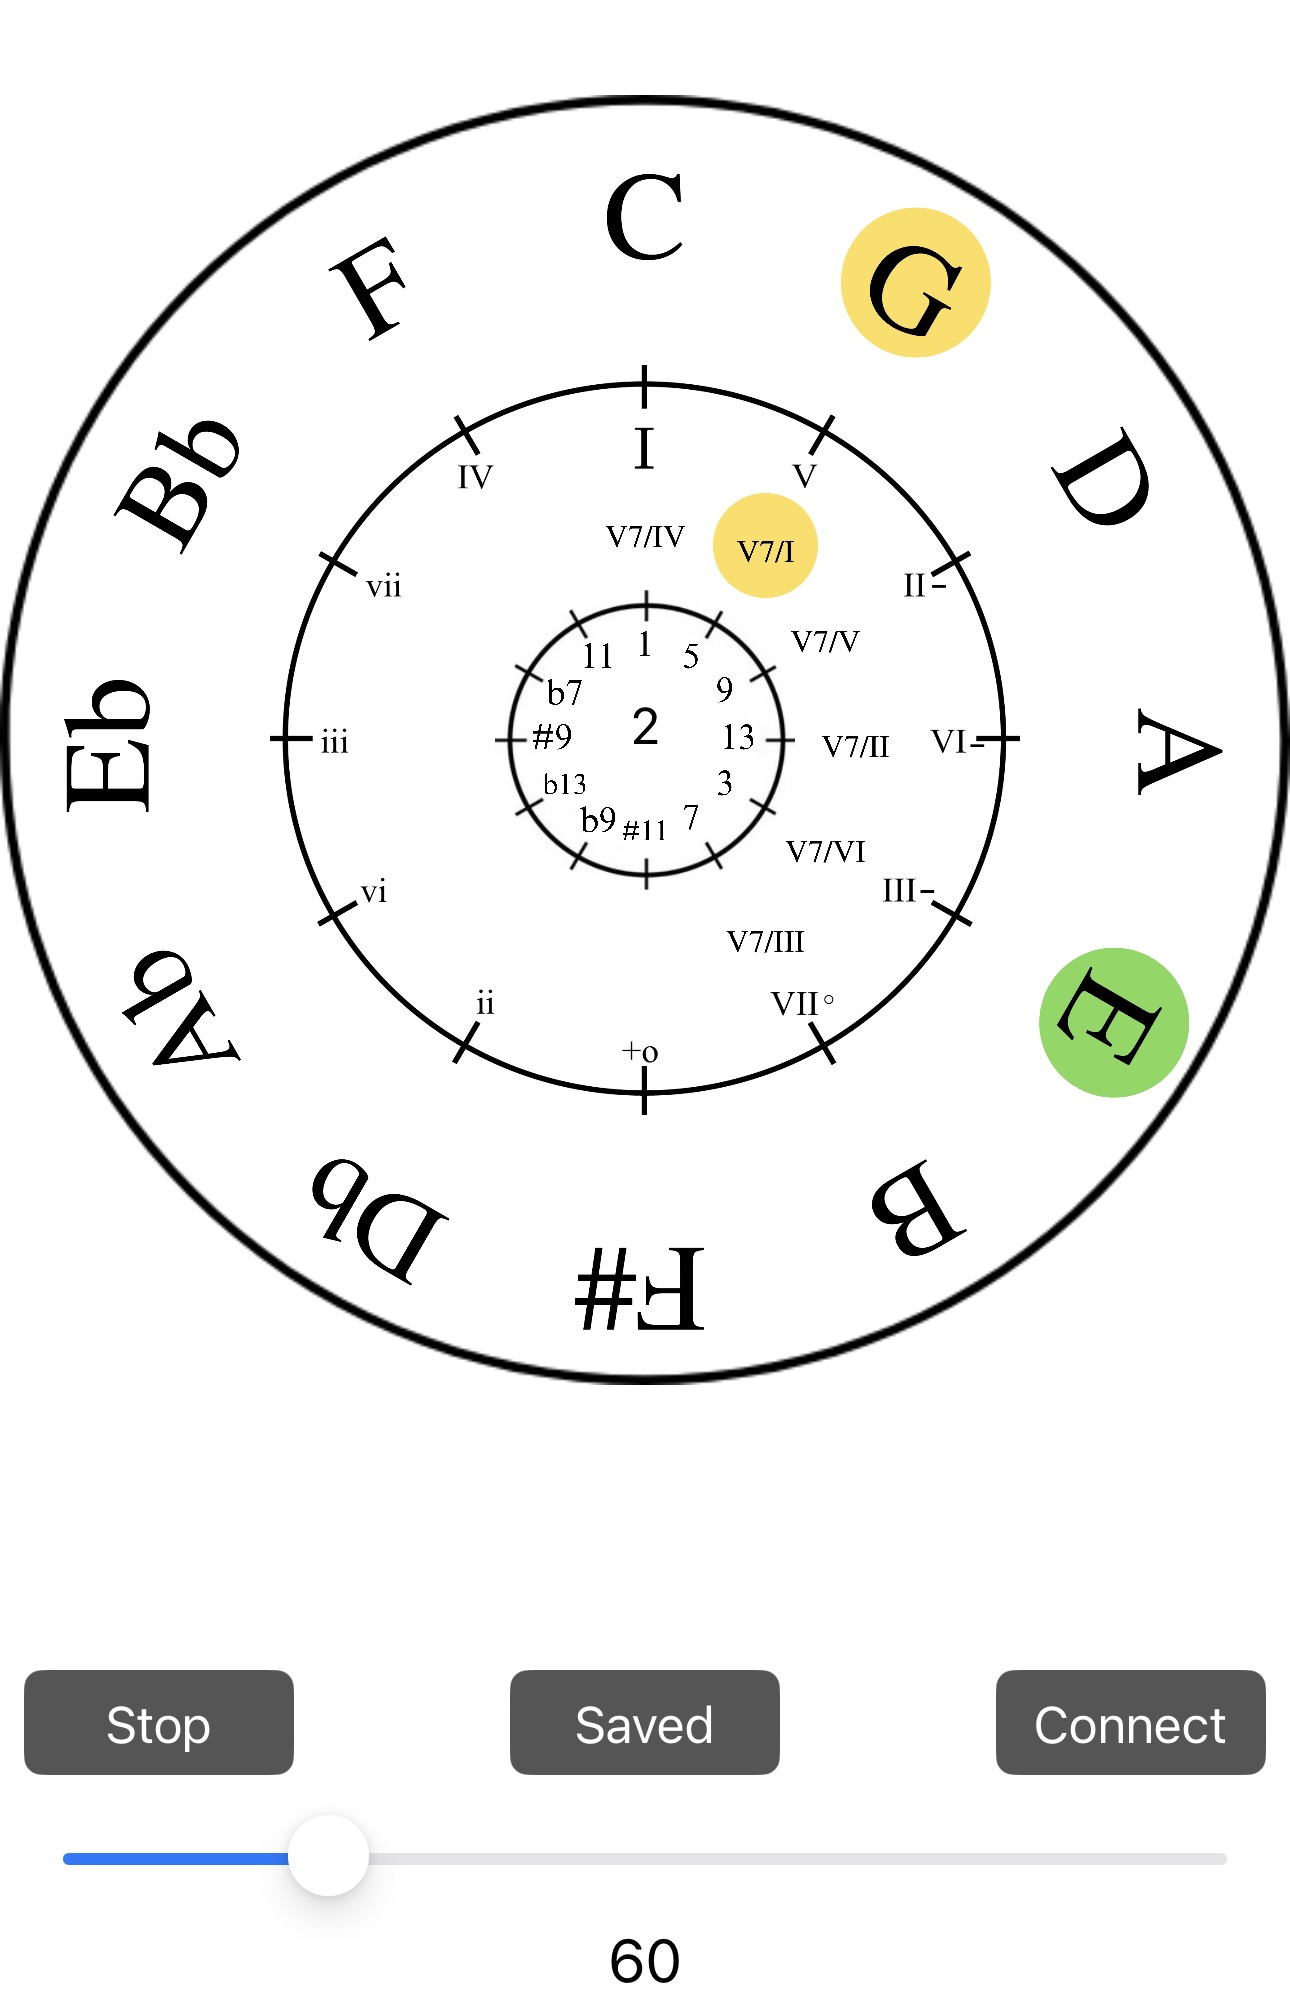 C
G
D
A
E
B
F#
Db
Ab
Eb
Bb
F
I
V
II-
VI-
III-
VII°
+o
ii
vi
iii
vii
IV
V7/IV
V7/I
V7/V
V7/II
V7/VI
V7/III
1
5
9
13
3
7
#11
b9
b13
#9
b7
11
2
Stop
Saved
Connect
60